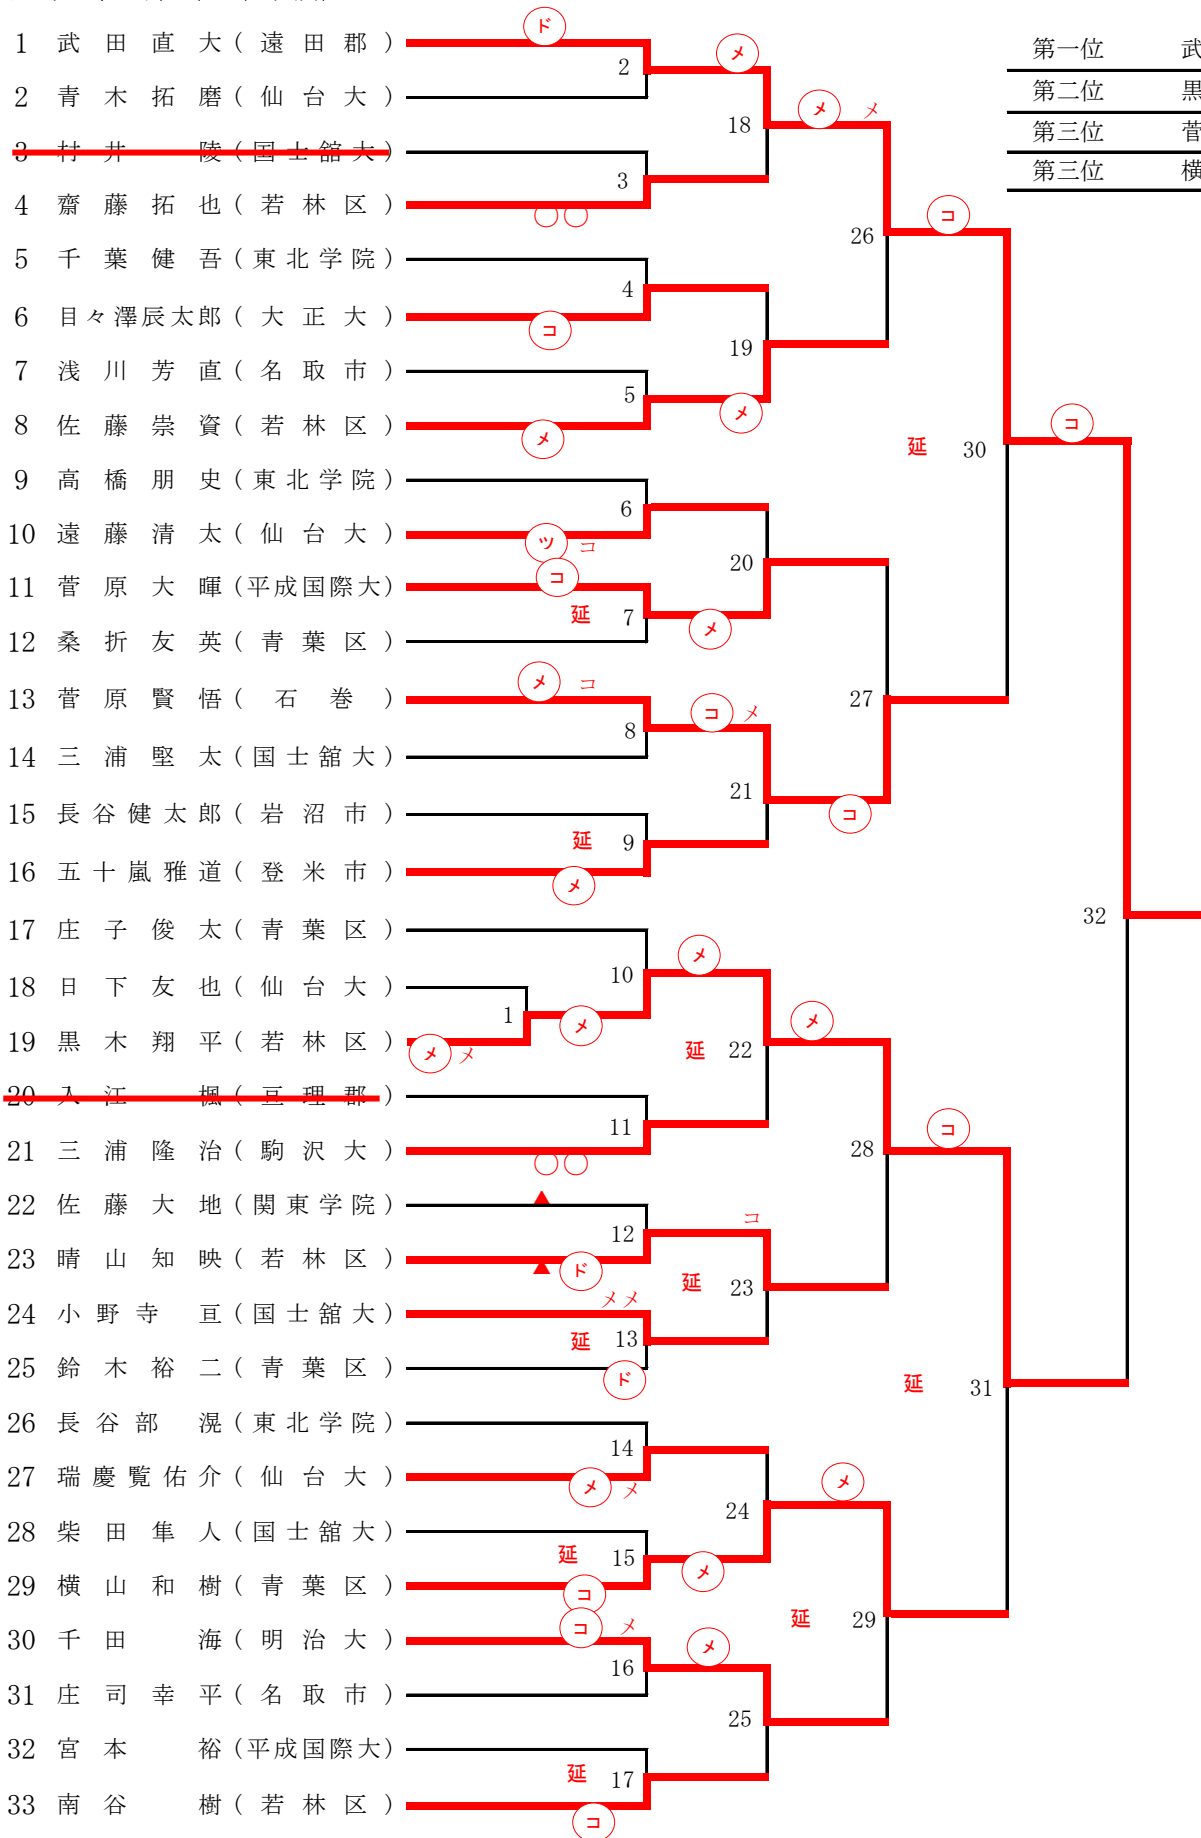 1 武田直大(遠田郡)
ド
2
メ
第一位 武
2 青木拓磨(仙台大)
第二位 黒
18
メ メ
第三位 菅
3 村井 陵(国士舘大)
第三位 横
3
4 齋藤拓也(若林区)
○○
コ
26
5 千葉健吾(東北学院)
4
6 目々澤辰太郎(大正大)
コ
19
7 浅川芳直(名取市)
5
メ
8 佐藤崇資(若林区)
メ
コ
延 30
9 高橋朋史(東北学院)
6
10 遠藤清太(仙台大)
ツ コ
20
11 菅原大暉(平成国際大)
コ
延 7
メ
12 桑折友英(青葉区)
13 菅原賢悟(石巻)
メ コ
27
8
コ メ
14 三浦堅太(国士舘大)
21
コ
15 長谷健太郎(岩沼市)
延 9
16 五十嵐雅道(登米市)
メ
32
17 庄子俊太(青葉区)
10
メ
18 日下友也(仙台大)
1
メ
メ
19 黒木翔平(若林区)
メ メ
延 22
20 入江 楓(亘理郡)
11
コ
28
21 三浦隆治(駒沢大)
○○
22 佐藤大地(関東学院)
▲
12
コ
23 晴山知映(若林区)
▲ ド
延 23
24 小野寺亘(国士舘大)
メメ
延 13
25 鈴木裕二(青葉区)
ド
延 31
26 長谷部滉(東北学院)
14
27 瑞慶覧佑介(仙台大)
メ メ
メ
24
28 柴田隼人(国士舘大)
延 15
メ
29 横山和樹(青葉区)
コ
延 29
30 千田 海(明治大)
コ メ
メ
16
31 庄司幸平(名取市)
25
32 宮本 裕(平成国際大)
延 17
33 南谷 樹(若林区)
コ